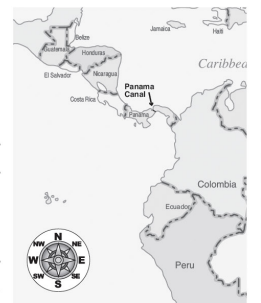 Jamaica
Haiti
Belize
Guatemala
Honduras
Caribbea
El Salvador
Nicaragua
Panama
Canal
Costa Rica
Panama
Colombia
Ecuador
Peru
N
NW
NE
W
E
SW
SE
S